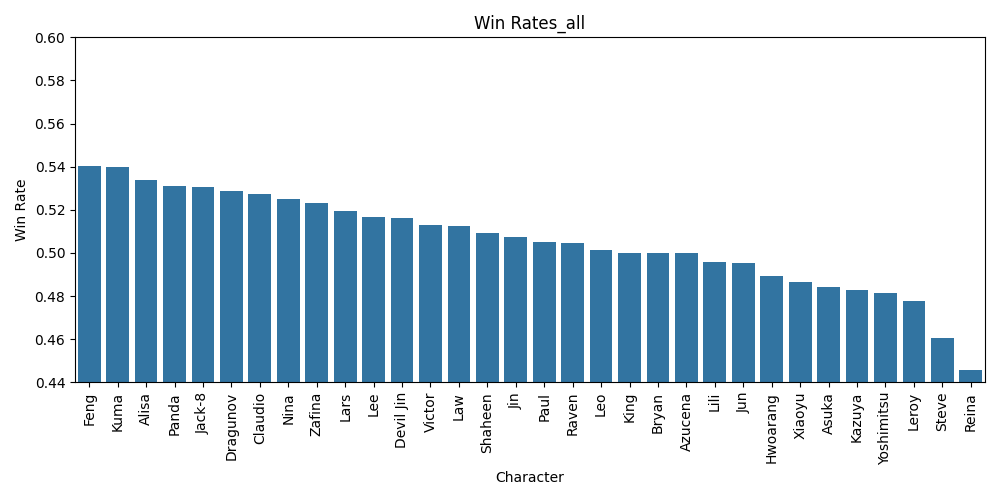 Win Rates_all
0.60
0.58
0.56
0.54
0.52
0.50
0.48
0.46
0.44
Win Rate
Feng
Kuma
Alisa
Panda
Jack-8
Dragunov
Claudio
Nina
Zafina
Lars
Lee
Devil Jin
Victor
Law
Shaheen
Jin
Paul
Raven
Leo
King
Bryan
Azucena
Lili
Jun
Hwoarang
Xiaoyu
Asuka
Kazuya
Yoshimitsu
Leroy
Steve
Reina
Character